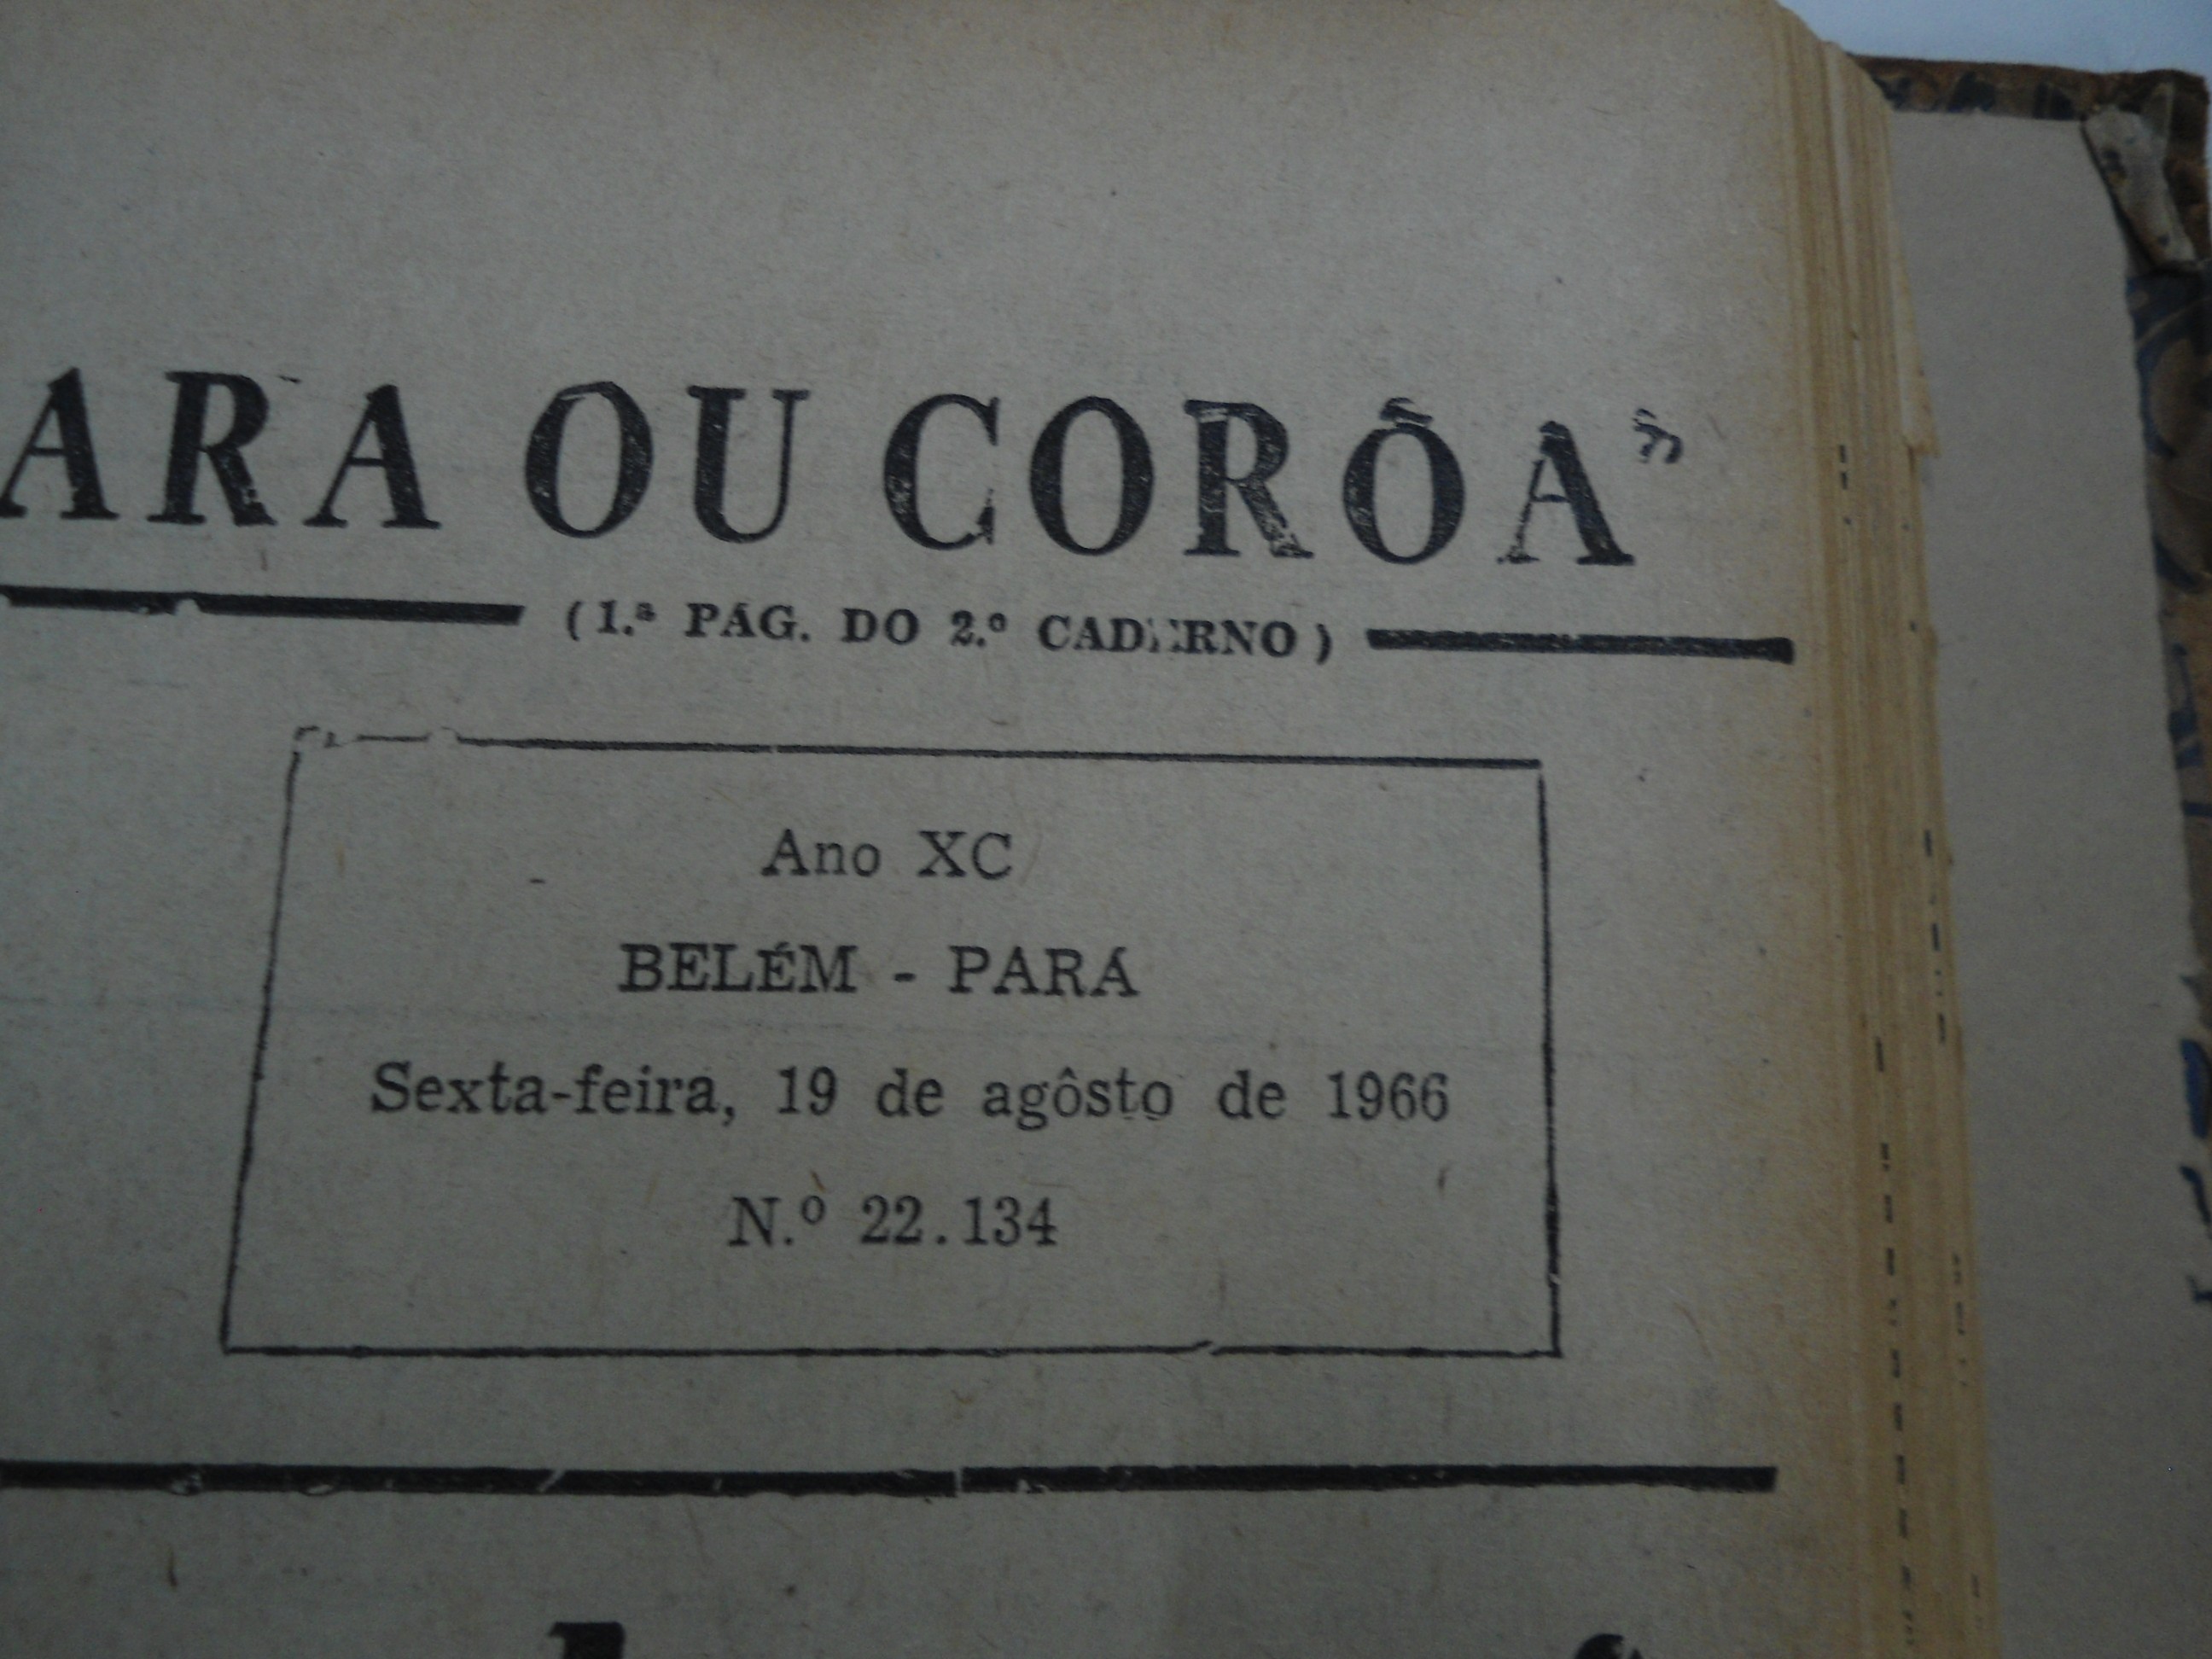 ARA OU CORÔA"
(1.ª PÁG. DO 2.º CADERNO)
Ano XC
BELÉM - PARÁ
Sexta-feira, 19 de agôsto de 1966
N.º 22.134